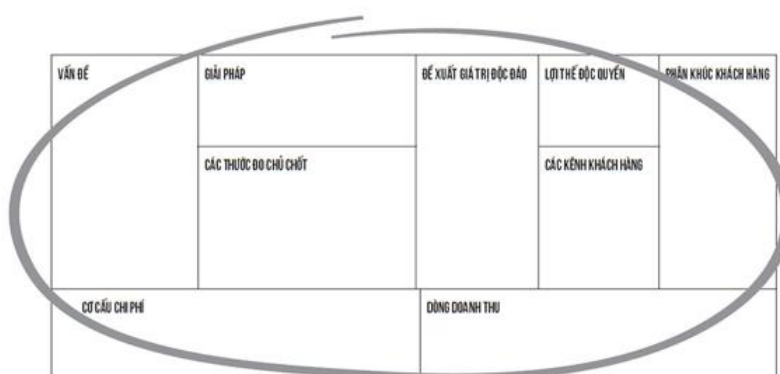 VẤN ĐỀ
GIẢI PHÁP
CÁC THƯỚC ĐO CHỦ CHỐT
ĐỀ XUẤT GIÁ TRỊ ĐỘC ĐÁO
LỢI THẾ ĐỘC QUYỀN
CÁC KÊNH KHÁCH HÀNG
PHÂN KHÚC KHÁCH HÀNG
CƠ CẤU CHI PHÍ
DÒNG DOANH THU